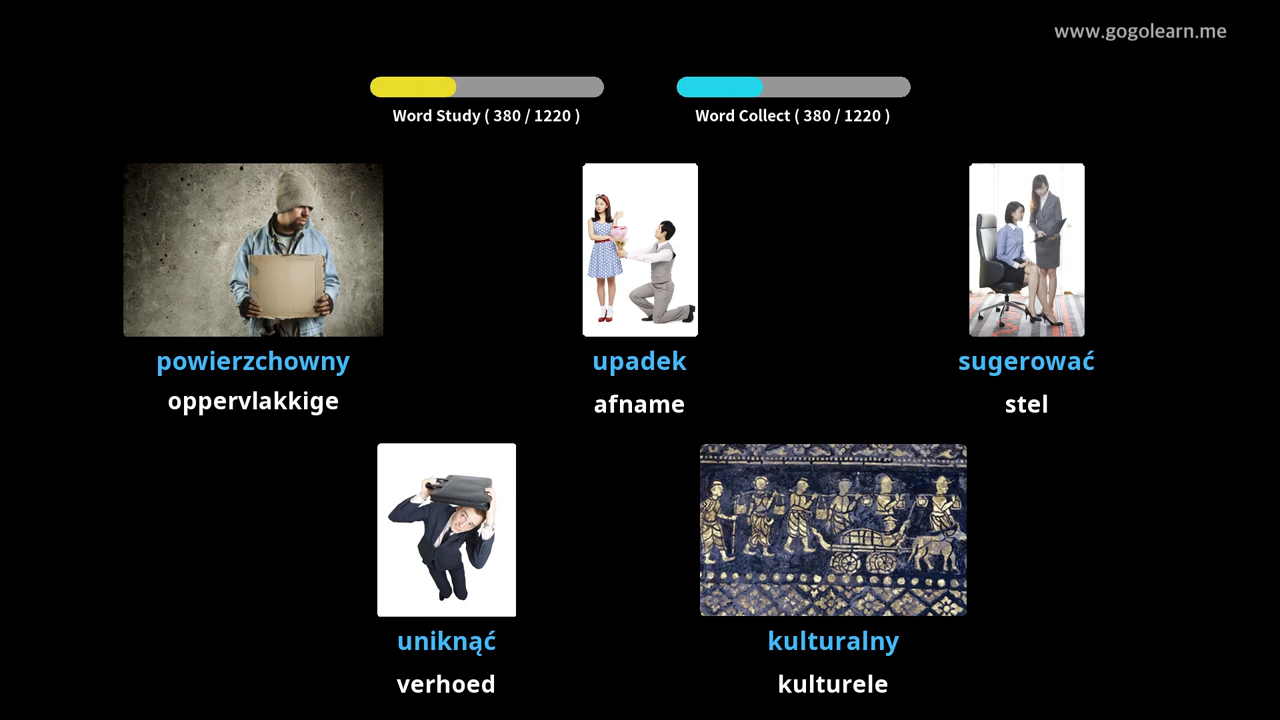 www.gogolearn.me
Word Study ( 380 / 1220 )
Word Collect ( 380 / 1220 )
powierzchowny
oppervlakkige
upadek
afname
sugerować
stel
uniknąć
verhoed
kulturalny
kulturele